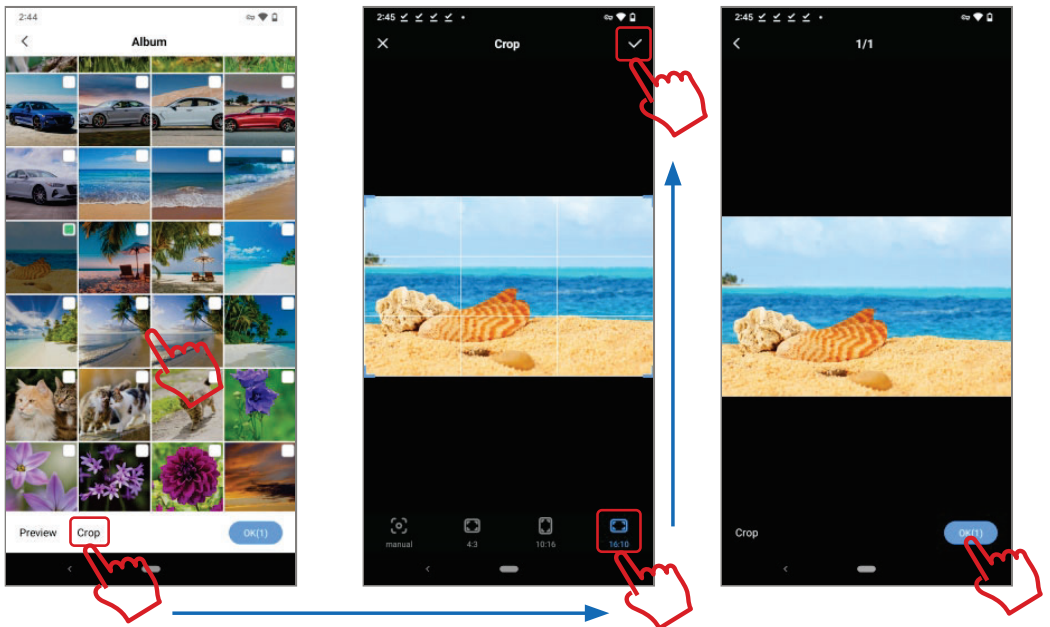 2:44
Album
Preview
Crop
OK(1)
2:45
Crop
manual
4:3
10:16
16:10
2:45
1/1
Crop
OK(1)